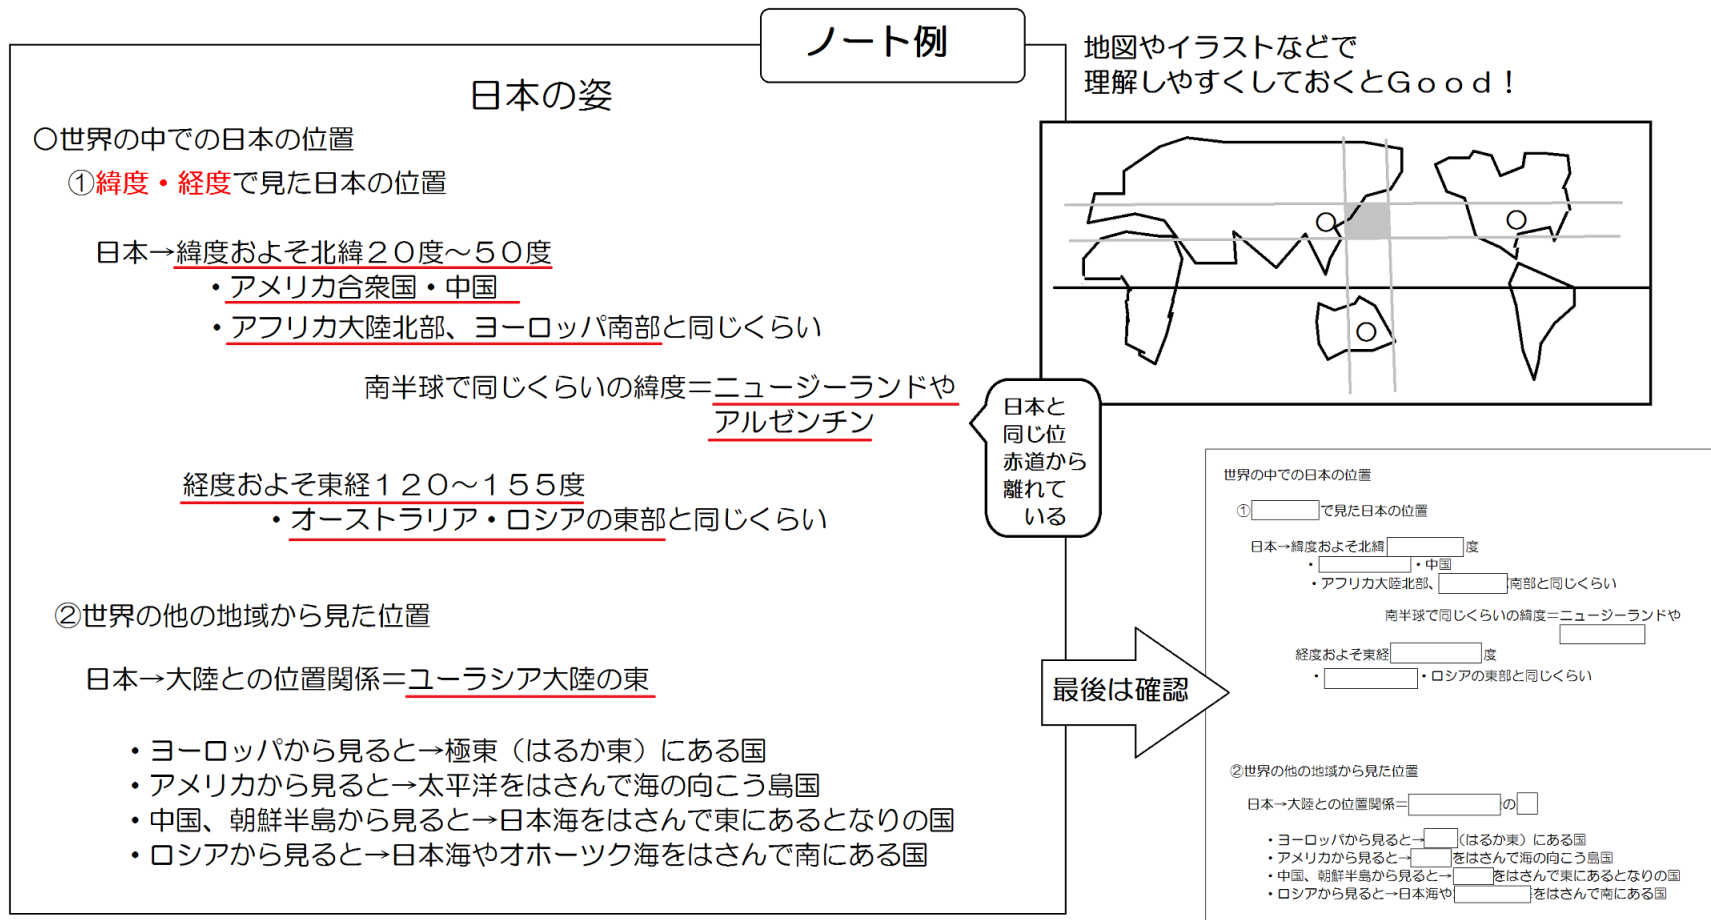 ノート例
地図やイラストなどで
理解しやすくしておくとＧｏｏｄ！
日本の姿
○世界の中での日本の位置
①緯度・経度で見た日本の位置
日本→緯度およそ北緯２０度～５０度
・アメリカ合衆国・中国
・アフリカ大陸北部、ヨーロッパ南部と同じくらい
南半球で同じくらいの緯度＝ニュージーランドや
アルゼンチン
日本と
同じ位
赤道から
離れて
いる
経度およそ東経１２０～１５５度
・オーストラリア・ロシアの東部と同じくらい
②世界の他の地域から見た位置
日本→大陸との位置関係＝ユーラシア大陸の東
・ヨーロッパから見ると→極東（はるか東）にある国
・アメリカから見ると→太平洋をはさんで海の向こう島国
・中国、朝鮮半島から見ると→日本海をはさんで東にあるとなりの国
・ロシアから見ると→日本海やオホーツク海をはさんで南にある国
最後は確認
世界の中での日本の位置
① で見た日本の位置
日本→緯度およそ北緯 度
・ ・中国
・アフリカ大陸北部、 南部と同じくらい
南半球で同じくらいの緯度＝ニュージーランドや
経度およそ東経 度
・ ・ロシアの東部と同じくらい
②世界の他の地域から見た位置
日本→大陸との位置関係＝ の
・ヨーロッパから見ると→ （はるか東）にある国
・アメリカから見ると→ をはさんで海の向こう島国
・中国、朝鮮半島から見ると→ をはさんで東にあるとなりの国
・ロシアから見ると→日本海や をはさんで南にある国